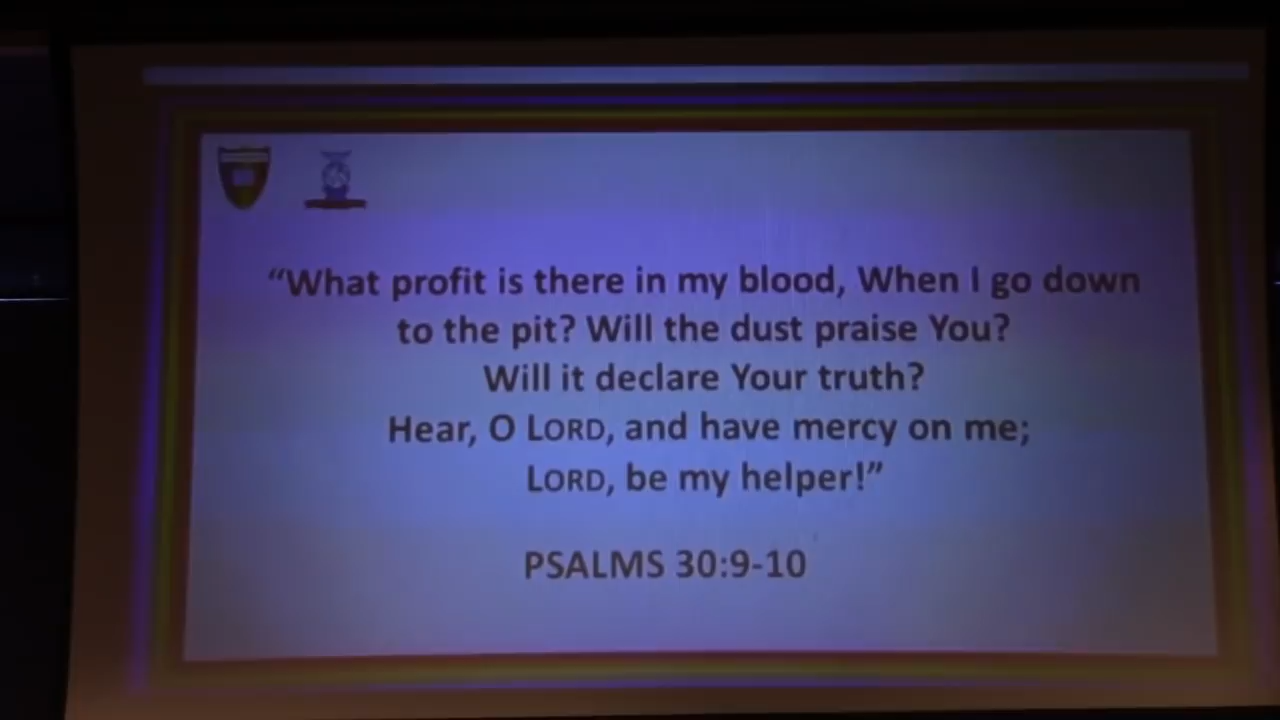 “What profit is there in my blood, When I go down
to the pit? Will the dust praise You?
Will it declare Your truth?
Hear, O LORD, and have mercy on me;
LORD, be my helper!”
PSALMS 30:9-10